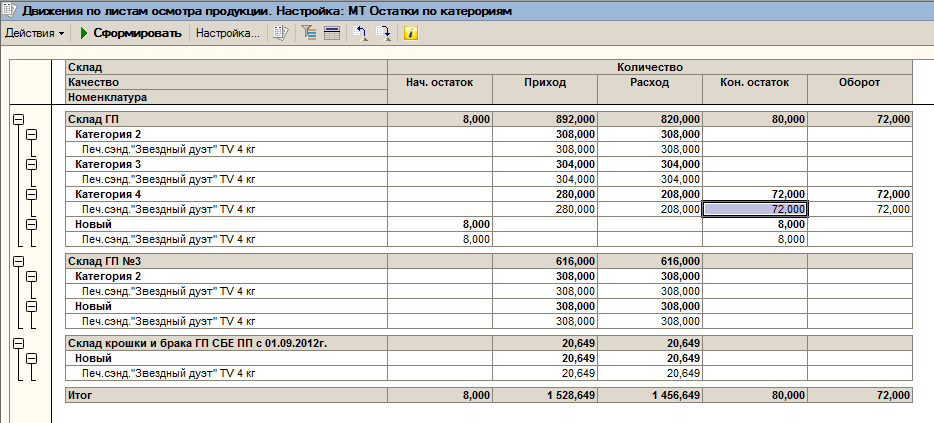 Движения по листам осмотра продукции. Настройка: МТ Остатки по катерориям
Действия Сформировать Настройка...
Склад Количество
Качество Нач. остаток Приход Расход Кон. остаток Оборот
Номенклатура
Склад ГП 8,000 892,000 820,000 80,000 72,000
Категория 2 308,000 308,000
Печ.сэнд."Звездный дуэт" TV 4 кг 308,000 308,000
Категория 3 304,000 304,000
Печ.сэнд."Звездный дуэт" TV 4 кг 304,000 304,000
Категория 4 280,000 208,000 72,000 72,000
Печ.сэнд."Звездный дуэт" TV 4 кг 280,000 208,000 72,000 72,000
Новый 8,000 8,000
Печ.сэнд."Звездный дуэт" TV 4 кг 8,000 8,000
Склад ГП №3 616,000 616,000
Категория 2 308,000 308,000
Печ.сэнд."Звездный дуэт" TV 4 кг 308,000 308,000
Новый 308,000 308,000
Печ.сэнд."Звездный дуэт" TV 4 кг 308,000 308,000
Склад крошки и брака ГП СБЕ ПП с 01.09.2012г. 20,649 20,649
Новый 20,649 20,649
Печ.сэнд."Звездный дуэт" TV 4 кг 20,649 20,649
Итог 8,000 1 528,649 1 456,649 80,000 72,000